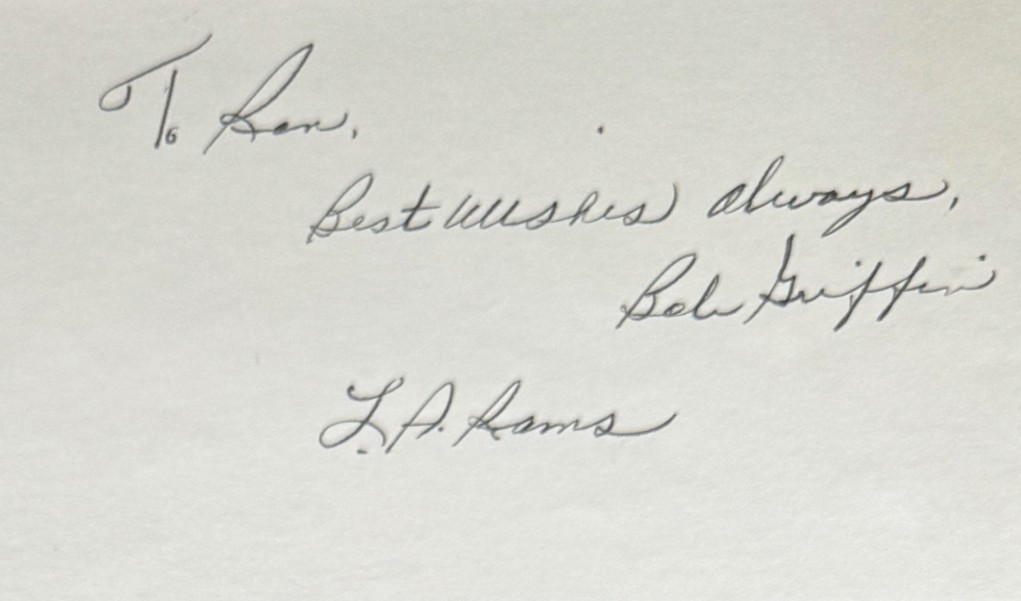 To Ron,
Best Wishes always,
Bob Griffin
L.A. Rams